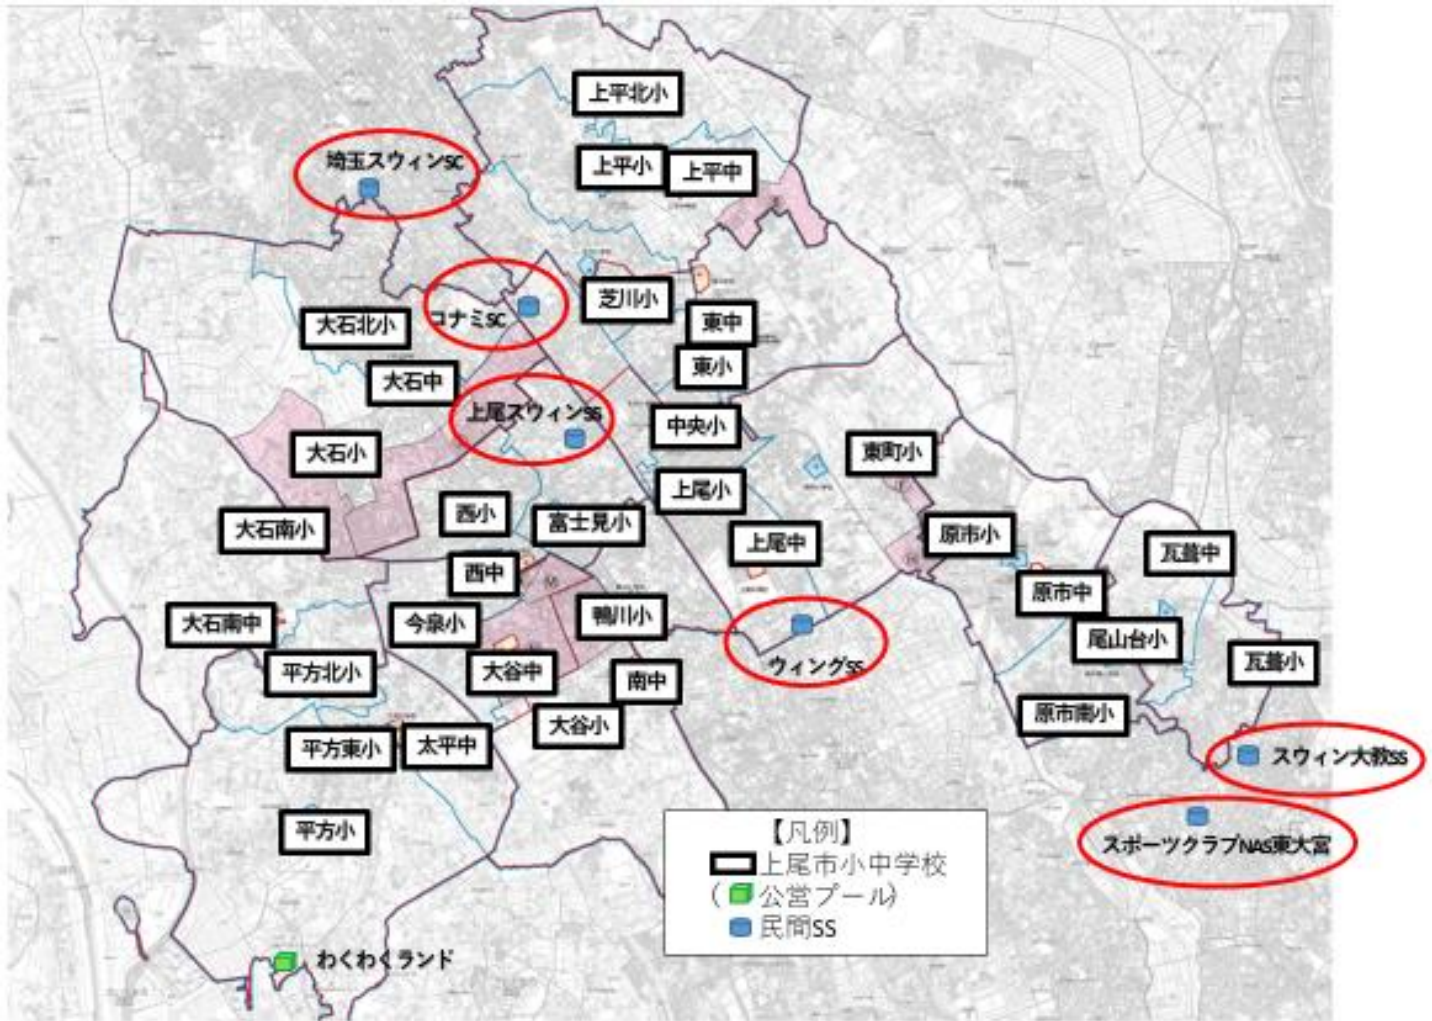 上平北小
埼玉スウィンSC
上平小
上平中
芝川小
大石北小
コナミSC
東中
東小
大石中
上尾スウィンSS
中央小
東町小
大石小
上尾小
西小
富士見小
大石南小
上尾中
原市小
瓦葺中
西中
原市中
鴨川小
今泉小
大石南中
尾山台小
瓦葺小
ウィングSS
平方北小
大谷中
南中
原市南小
大谷小
平方東小
太平中
スウィン大教SS
平方小
スポーツクラブNAS東大宮
【凡例】
上尾市小中学校
(公営プール)
民間SS
わくわくランド